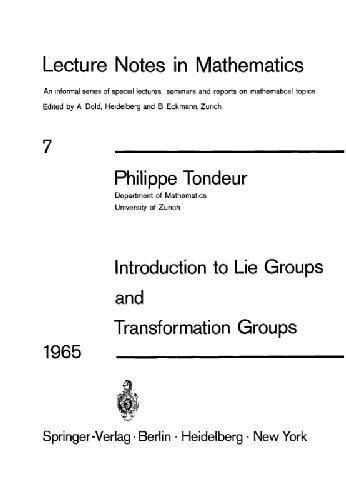 Lecture Notes in Mathematics
An informal series of special lectures, seminars and reports on mathematical topics
Edited by A. Dold, Heidelberg and B. Eckmann, Zurich
7
Philippe Tondeur
Department of Mathematics
University of Zurich
Introduction to Lie Groups
and
Transformation Groups
1965
Springer-Verlag · Berlin · Heidelberg · New York